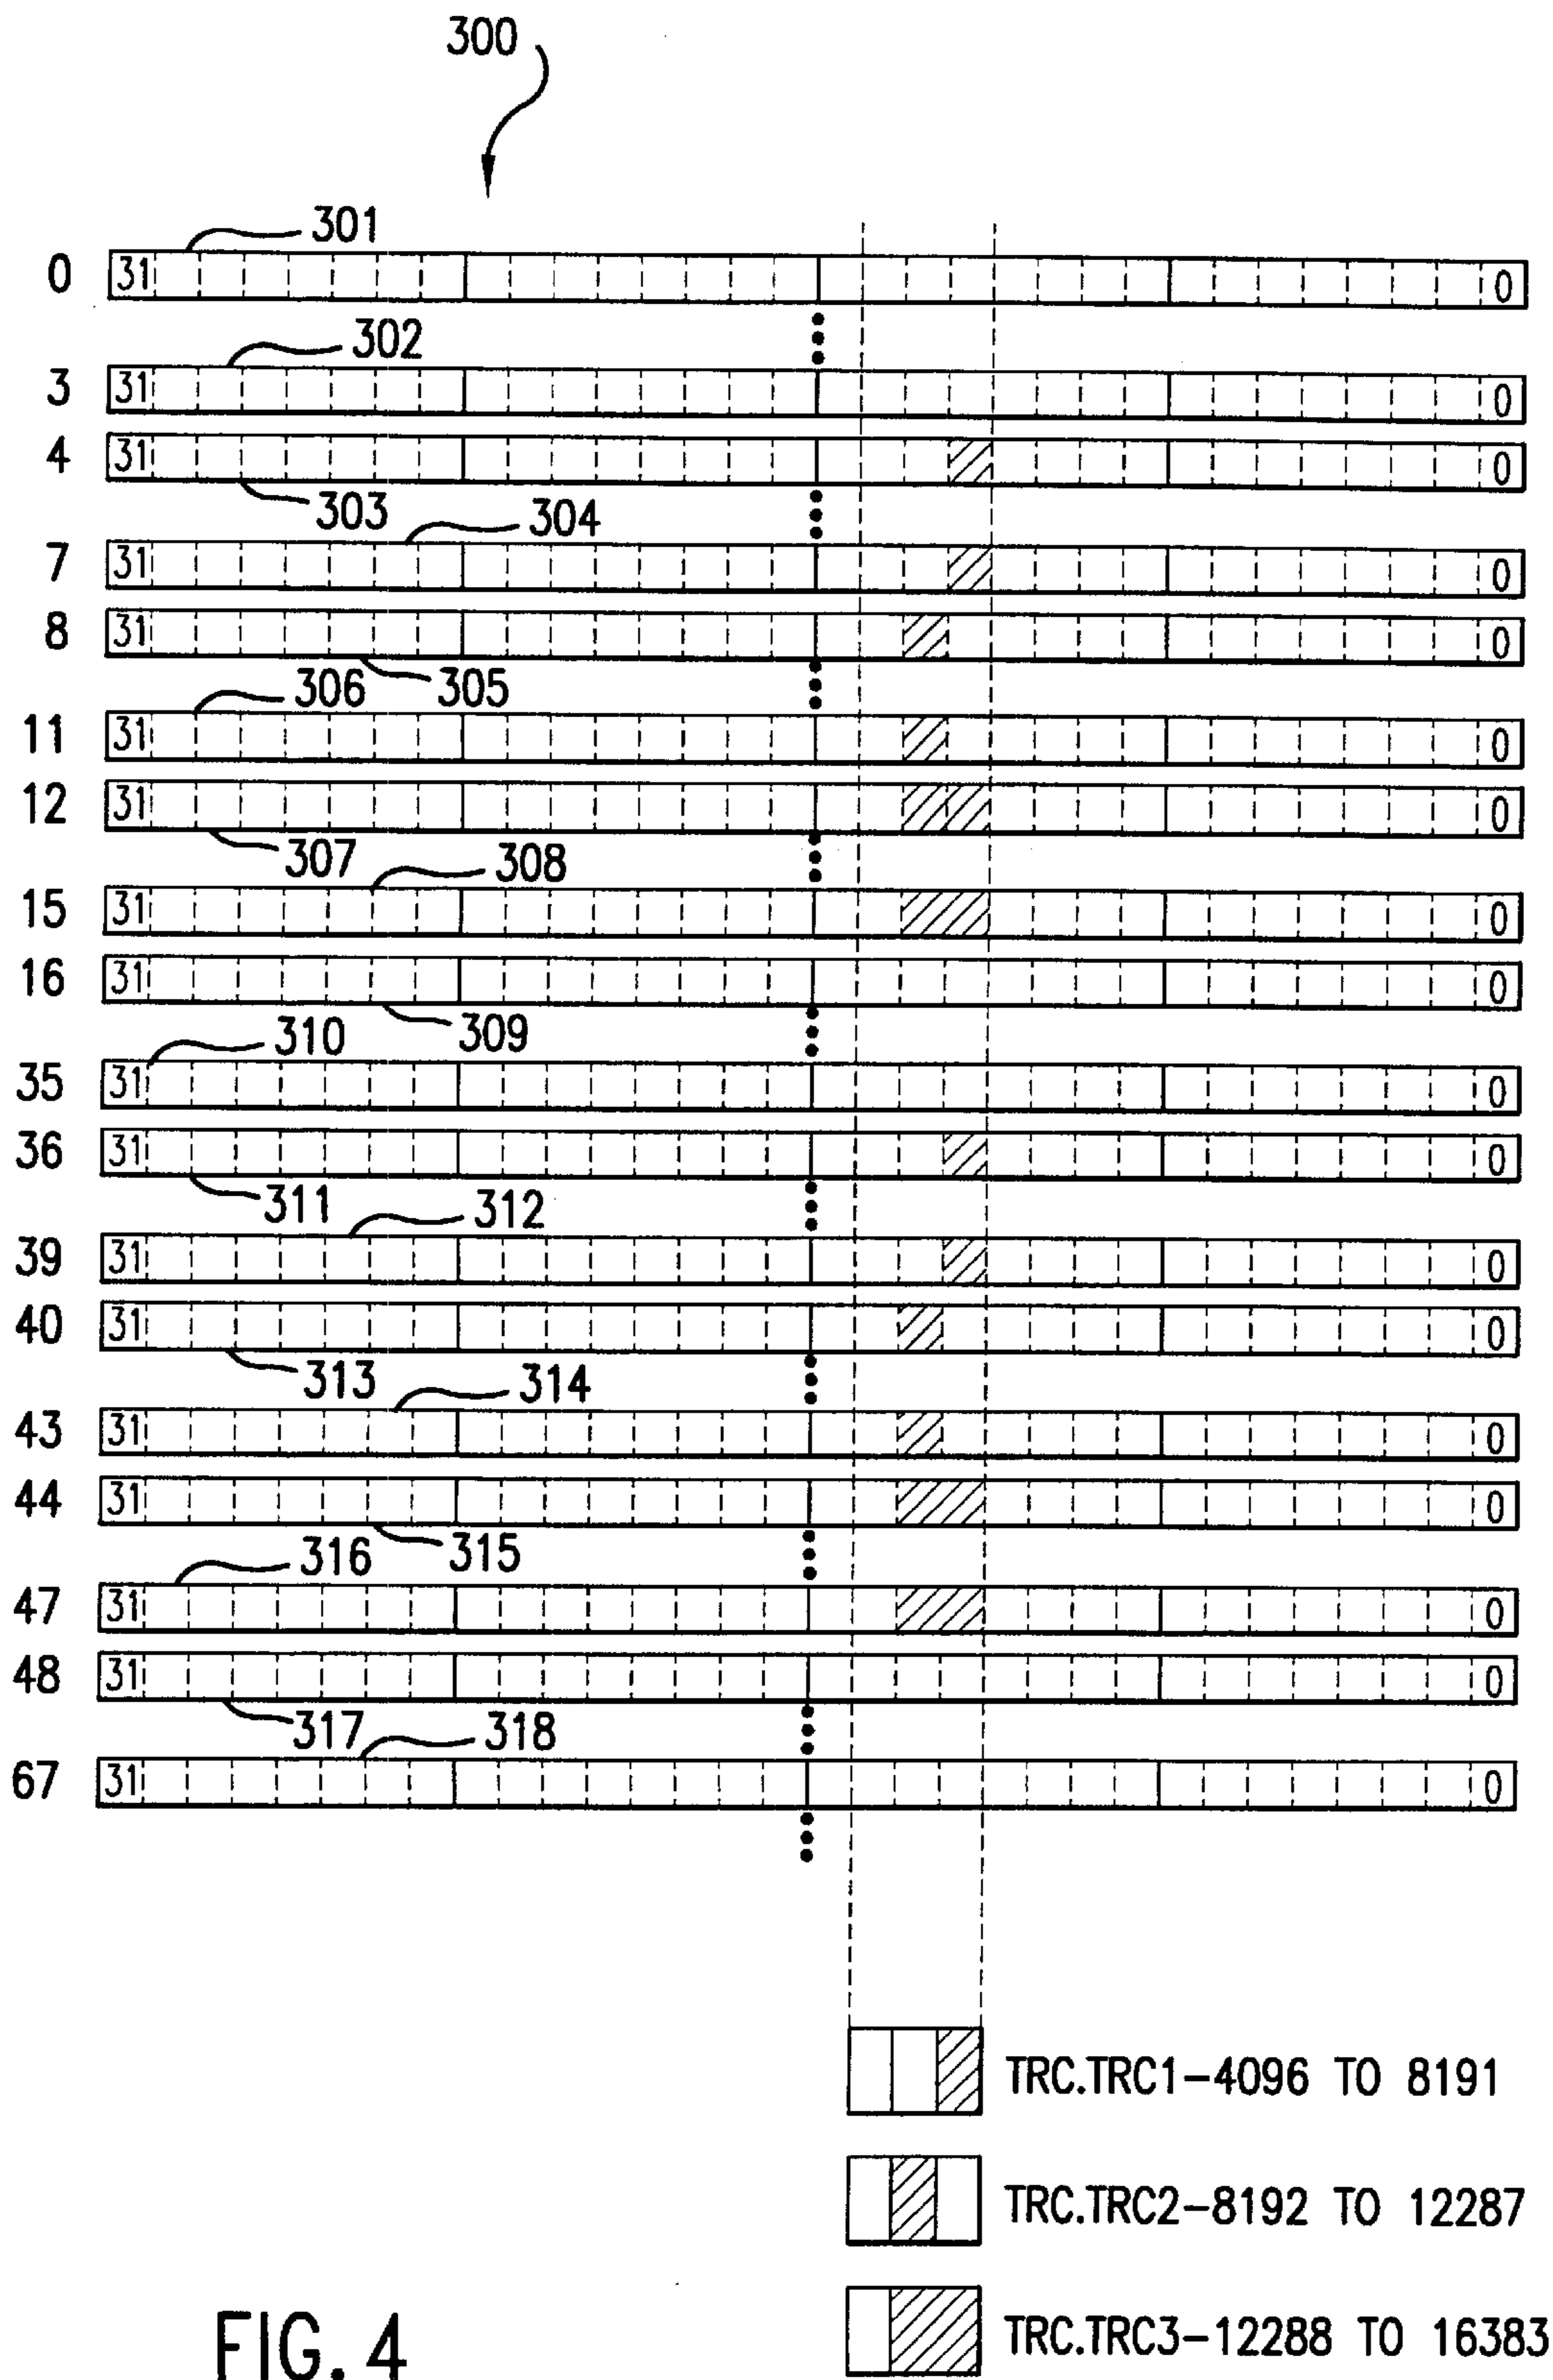 300
301
0 31 0
302
3 31 0
4 31 0
303
304
7 31 0
8 31 0
305
306
11 31 0
12 31 0
307
308
15 31 0
16 31 0
309
310
35 31 0
36 31 0
311
312
39 31 0
40 31 0
313
314
43 31 0
44 31 0
315
316
47 31 0
48 31 0
317
318
67 31 0
TRC.TRC1-4096 TO 8191
TRC.TRC2-8192 TO 12287
TRC.TRC3-12288 TO 16383
FIG. 4